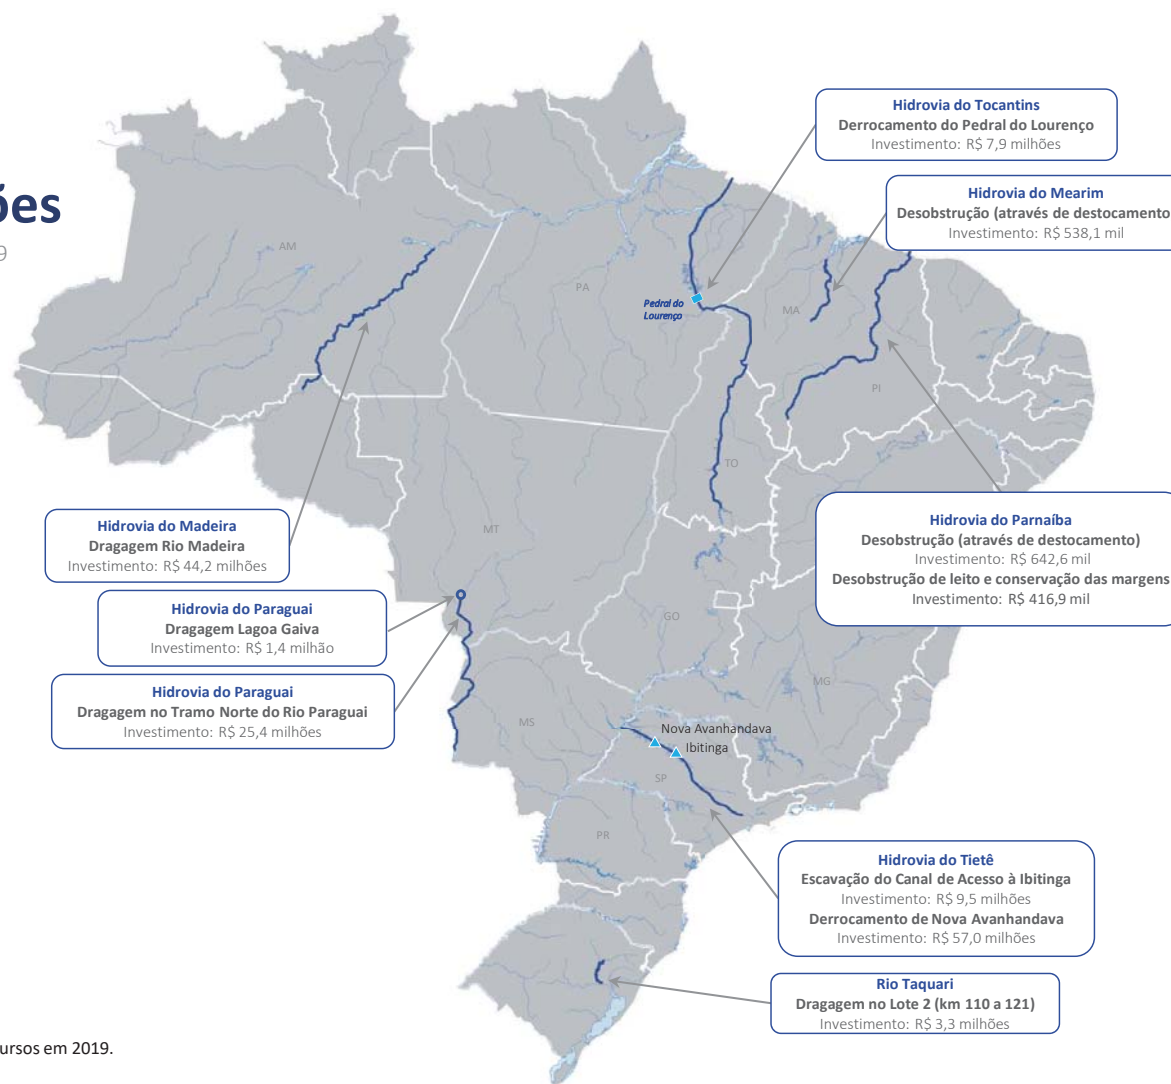 ões
9
Hidrovia do Tocantins
Derrocamento do Pedral do Lourenço
Investimento: R$ 7,9 milhões
Hidrovia do Mearim
Desobstrução (através de destocamento
Investimento: R$ 538,1 mil
AM
PA
MA
PI
TO
MT
GO
MG
MS
SP
PR
Pedral do
Lourenço
Hidrovia do Madeira
Dragagem Rio Madeira
Investimento: R$ 44,2 milhões
Hidrovia do Parnaíba
Desobstrução (através de destocamento)
Investimento: R$ 642,6 mil
Desobstrução de leito e conservação das margens
Investimento: R$ 416,9 mil
Hidrovia do Paraguai
Dragagem Lagoa Gaiva
Investimento: R$ 1,4 milhão
Hidrovia do Paraguai
Dragagem no Tramo Norte do Rio Paraguai
Investimento: R$ 25,4 milhões
Nova Avanhandava
Ibitinga
Hidrovia do Tietê
Escavação do Canal de Acesso à Ibitinga
Investimento: R$ 9,5 milhões
Derrocamento de Nova Avanhandava
Investimento: R$ 57,0 milhões
Rio Taquari
Dragagem no Lote 2 (km 110 a 121)
Investimento: R$ 3,3 milhões
ursos em 2019.